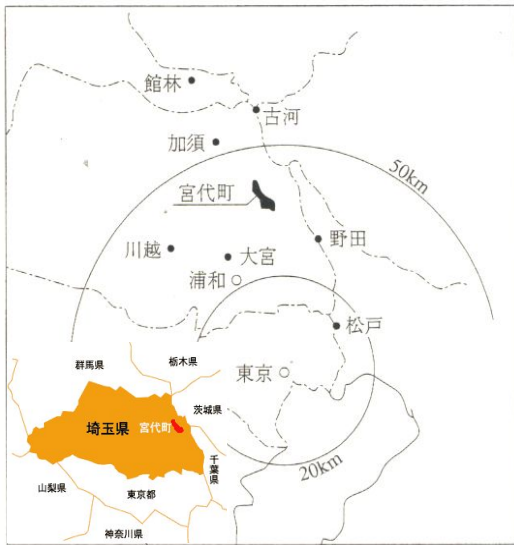 館林
古河
加須
50km
宮代町
川越
大宮
野田
浦和
松戸
東京
20km
群馬県
栃木県
茨城県
埼玉県
宮代町
千葉県
山梨県
東京都
神奈川県